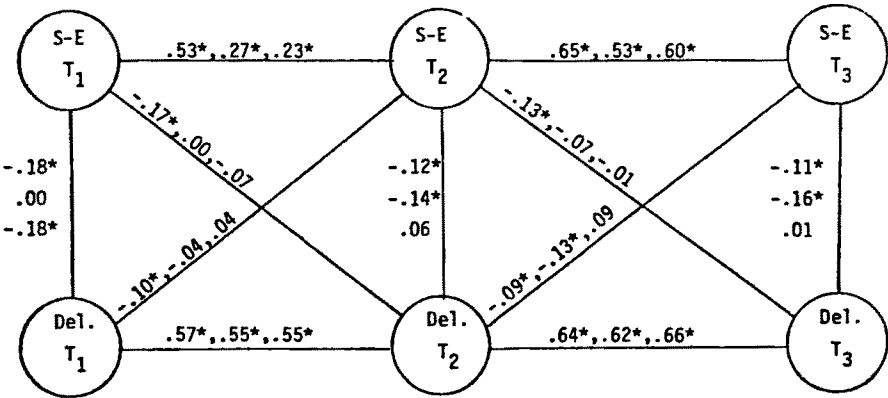 S-E
T1
.53*,.27*,.23*
S-E
T2
.65*,.53*,.60*
S-E
T3
-.17*,.00,-.07
-.13*,-.07,-.01
-.18*
.00
-.18*
-.12*
-.14*
.06
-.11*
-.16*
.01
-.10*,-.04,.04
-.09*,-.13*,.09
Del.
T1
.57*,.55*,.55*
Del.
T2
.64*,.62*,.66*
Del.
T3